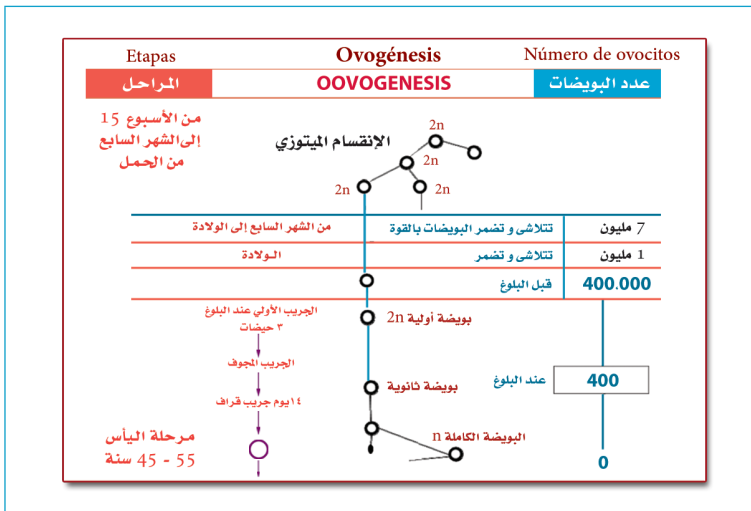 Etapas
Ovogénesis
Número de ovocitos
المراحل
OOVOGENESIS
عدد البويضات
من الأسبوع 15
إلى الشهر السابع
من الحمل
الإنقسام الميتوزي
2n
2n
2n
2n
من الشهر السابع إلى الولادة
تتلاشى و تضمر البويضات بالقوة
7 مليون
الولادة
تتلاشى و تضمر
1 مليون
قبل البلوغ
400.000
الجريب الأولي عند البلوغ
٣ حيضات
بويضة أولية 2n
الجريب المجوف
بويضة ثانوية
عند البلوغ
400
١٤يوم جريب قراف
البويضة الكاملة n
مرحلة اليأس
55 - 45 سنة
0